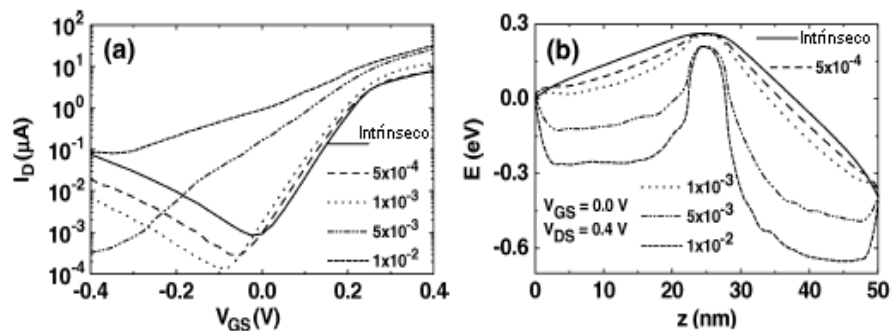 (a)
I_D (μA)
10²
10¹
10⁰
10⁻¹
10⁻²
10⁻³
10⁻⁴
Intrínseco
5x10⁻⁴
1x10⁻³
5x10⁻³
1x10⁻²
-0.4
-0.2
0.0
0.2
0.4
V_GS(V)
(b)
E (eV)
0.3
0.0
-0.3
-0.6
Intrínseco
5x10⁻⁴
1x10⁻³
5x10⁻³
1x10⁻²
V_GS = 0.0 V
V_DS = 0.4 V
0
10
20
30
40
50
z (nm)